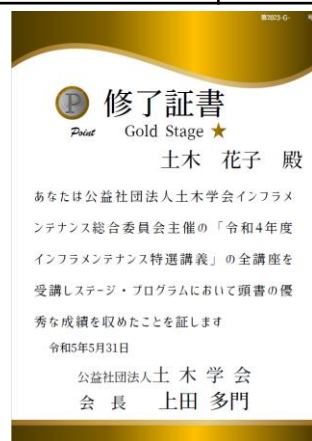 第2023-G- 号
P
Point
修了証書
Gold Stage ★
土木 花子 殿
あなたは公益社団法人土木学会インフラメ
ンテナンス総合委員会主催の「令和4年度
インフラメンテナンス特選講義」の全講座を
受講しステージ・プログラムにおいて頭書の優
秀な成績を収めたことを証します
令和5年5月31日
公益社団法人土木学会
会長 上田 多門